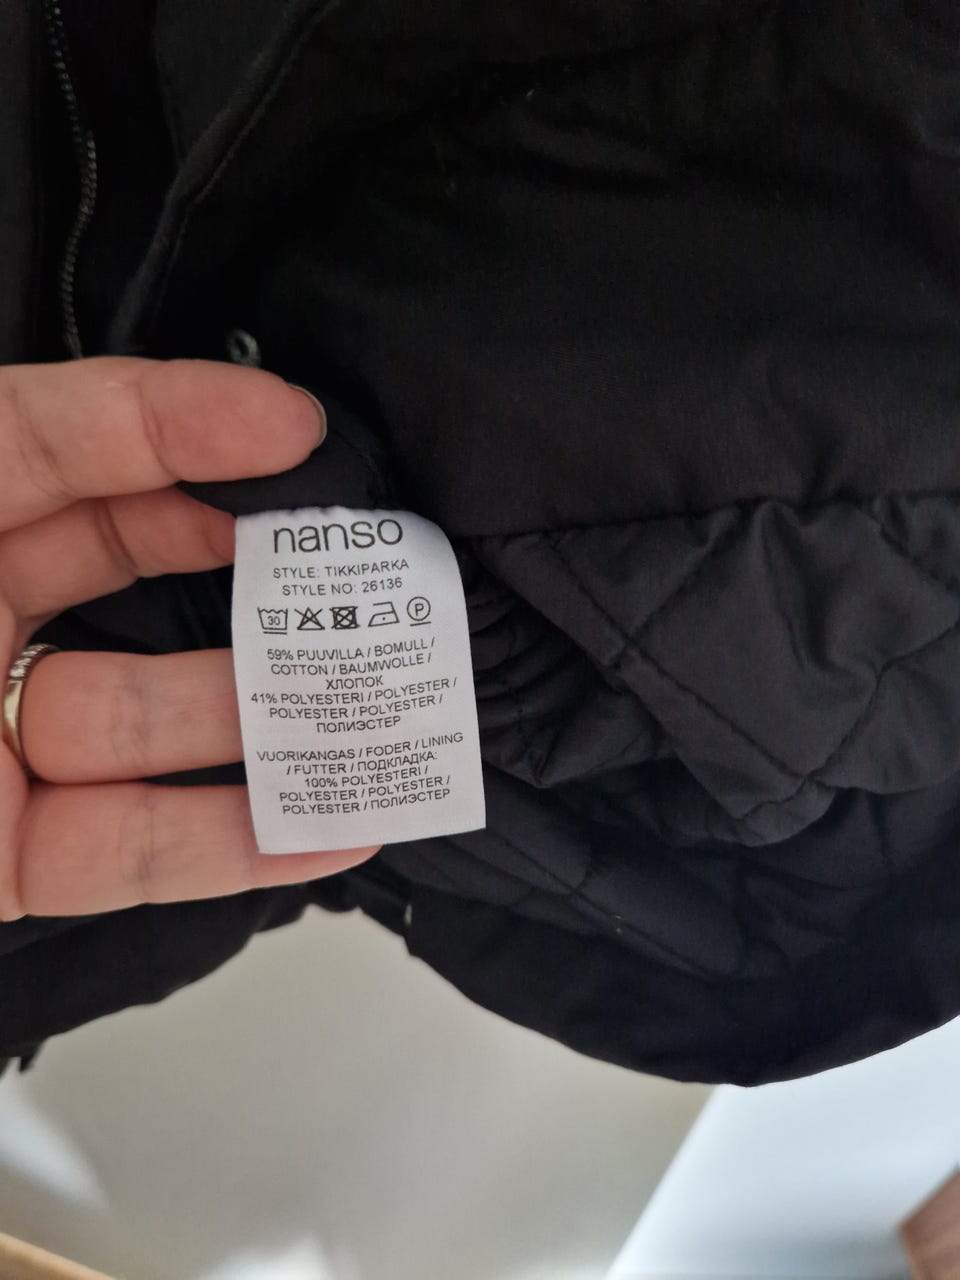 nanso
STYLE: TIKKIPARKA
STYLE NO: 26136
30 P
59% PUUVILLA / BOMULL /
COTTON / BAUMWOLLE /
ХЛОПОК
41% POLYESTERI / POLYESTER /
POLYESTER / POLYESTER /
ПОЛИЭСТЕР
VUORIKANGAS / FODER / LINING
/ FUTTER / ПОДКЛАДКА:
100% POLYESTERI /
POLYESTER / POLYESTER /
POLYESTER / ПОЛИЭСТЕР